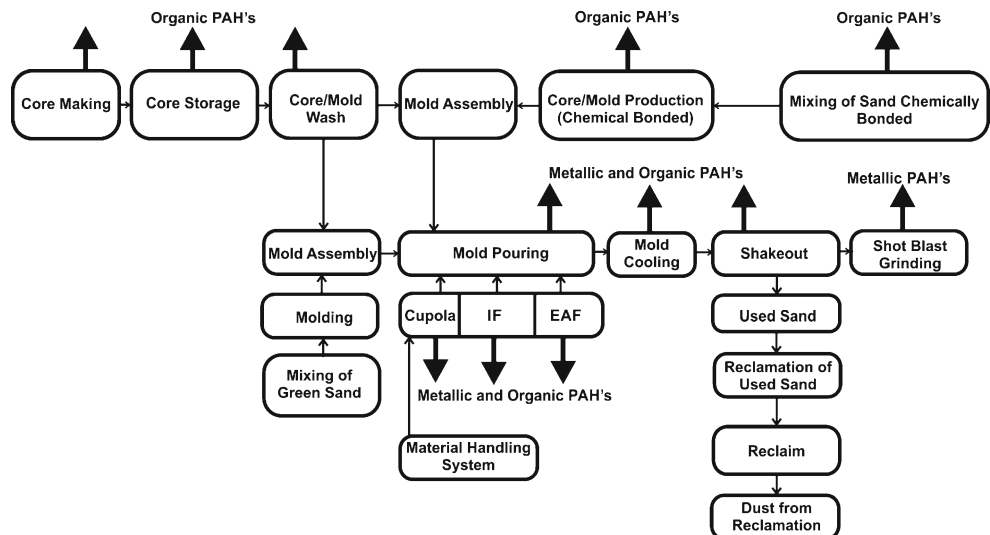 Organic PAH's
Organic PAH's
Organic PAH's
Core Making
Core Storage
Core/Mold
Wash
Mold Assembly
Core/Mold Production
(Chemical Bonded)
Mixing of Sand Chemically
Bonded
Metallic and Organic PAH's
Metallic PAH's
Mold Assembly
Mold Pouring
Mold
Cooling
Shakeout
Shot Blast
Grinding
Molding
Cupola
IF
EAF
Used Sand
Mixing of
Green Sand
Metallic and Organic PAH's
Reclamation of
Used Sand
Material Handling
System
Reclaim
Dust from
Reclamation